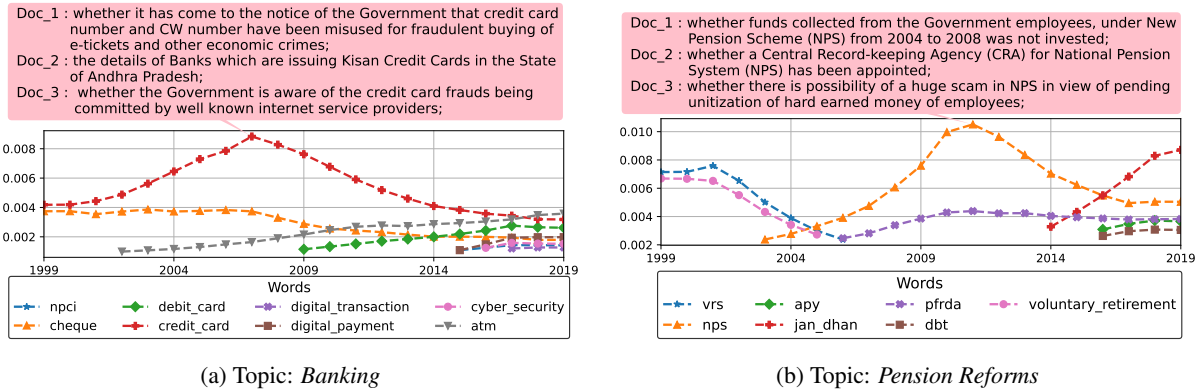 Doc_1 : whether it has come to the notice of the Government that credit card
number and CW number have been misused for fraudulent buying of
e-tickets and other economic crimes;
Doc_2 : the details of Banks which are issuing Kisan Credit Cards in the State
of Andhra Pradesh;
Doc_3 : whether the Government is aware of the credit card frauds being
committed by well known internet service providers;
0.008
0.006
0.004
0.002
1999 2004 2009 2014 2019
Words
npci debit_card digital_transaction cyber_security
cheque credit_card digital_payment atm
(a) Topic: Banking
Doc_1 : whether funds collected from the Government employees, under New
Pension Scheme (NPS) from 2004 to 2008 was not invested;
Doc_2 : whether a Central Record-keeping Agency (CRA) for National Pension
System (NPS) has been appointed;
Doc_3 : whether there is possibility of a huge scam in NPS in view of pending
unitization of hard earned money of employees;
0.010
0.008
0.006
0.004
0.002
1999 2004 2009 2014 2019
Words
vrs apy pfrda voluntary_retirement
nps jan_dhan dbt
(b) Topic: Pension Reforms